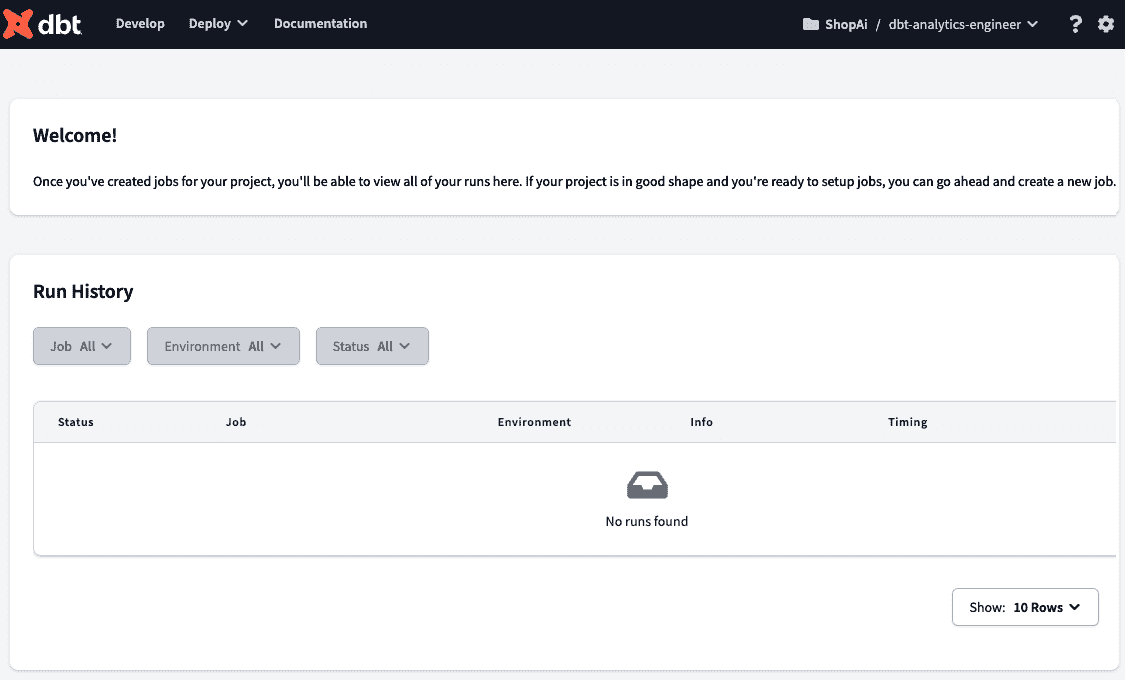 dbt Develop Deploy Documentation ShopAi / dbt-analytics-engineer ?
Welcome!
Once you've created jobs for your project, you'll be able to view all of your runs here. If your project is in good shape and you're ready to setup jobs, you can go ahead and create a new job.
Run History
Job All Environment All Status All
Status Job Environment Info Timing
No runs found
Show: 10 Rows